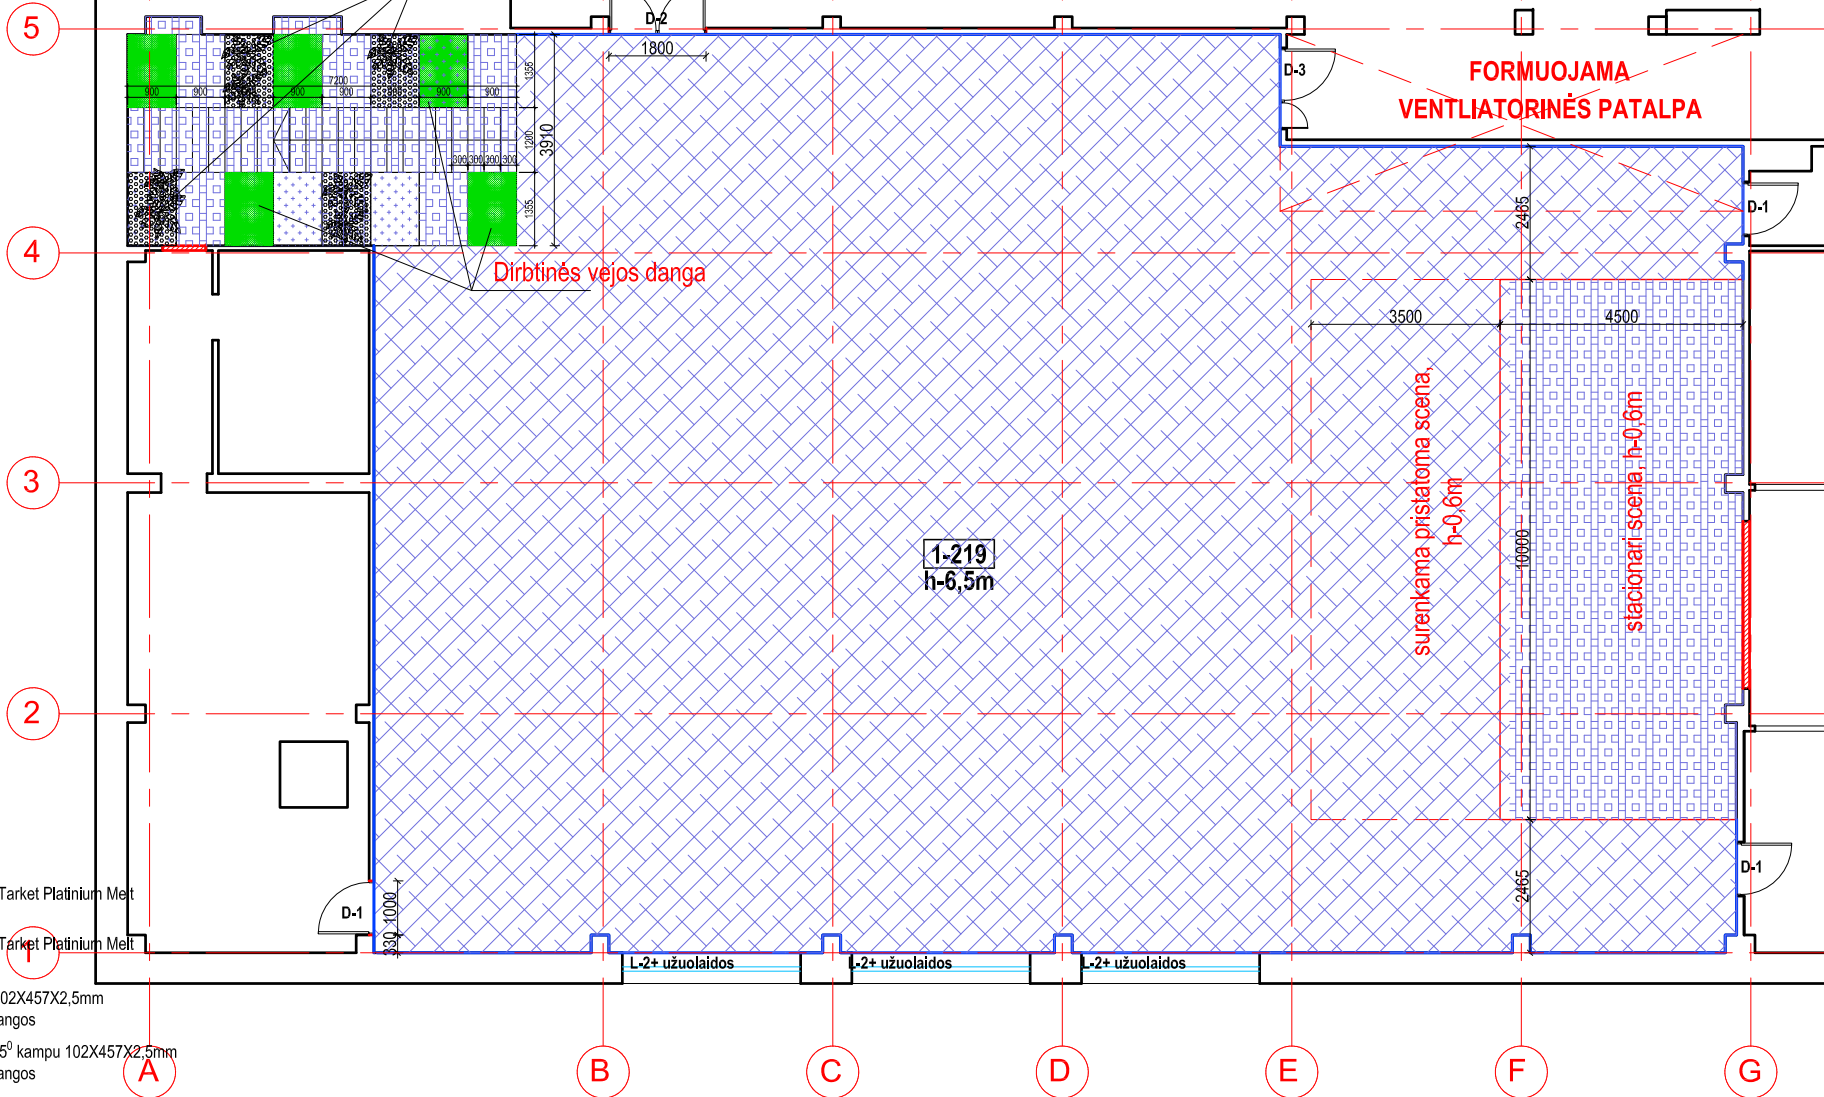 5
D-2
1800
D-3
FORMUOJAMA
VENTLIATORINĖS PATALPA
1355
7200
900
900
900
900
900
900
1200
3910
300 300 300 300
1355
2465
D-1
4
Dirbtinės vejos danga
3500
4500
surenkama pristatoma scena,
h-0,6m
stacionari scena, h-0,6m
10000
3
1-219
h-6,5m
2
Tarket Platinium Melt
D-1
1000
330
2465
D-1
Tarket Platinium Melt
1
L-2+ užuolaidos
L-2+ užuolaidos
L-2+ užuolaidos
02X457X2,5mm
angos
5⁰ kampu 102X457X2,5mm
angos
A
B
C
D
E
F
G